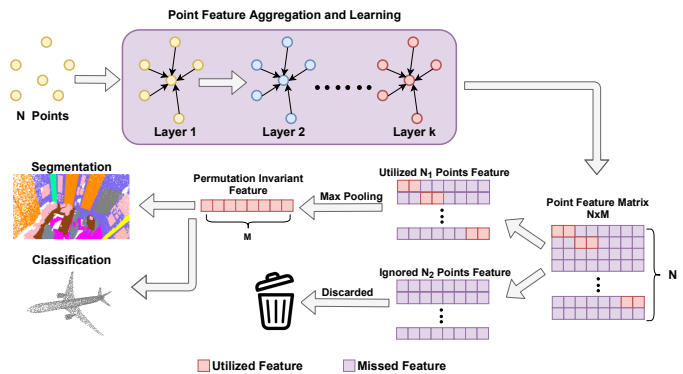 Point Feature Aggregation and Learning
N Points
Layer 1
Layer 2
Layer k
Segmentation
Permutation Invariant
Feature
M
Max Pooling
Utilized N₁ Points Feature
Point Feature Matrix
NxM
N
Classification
Discarded
Ignored N₂ Points Feature
Utilized Feature
Missed Feature